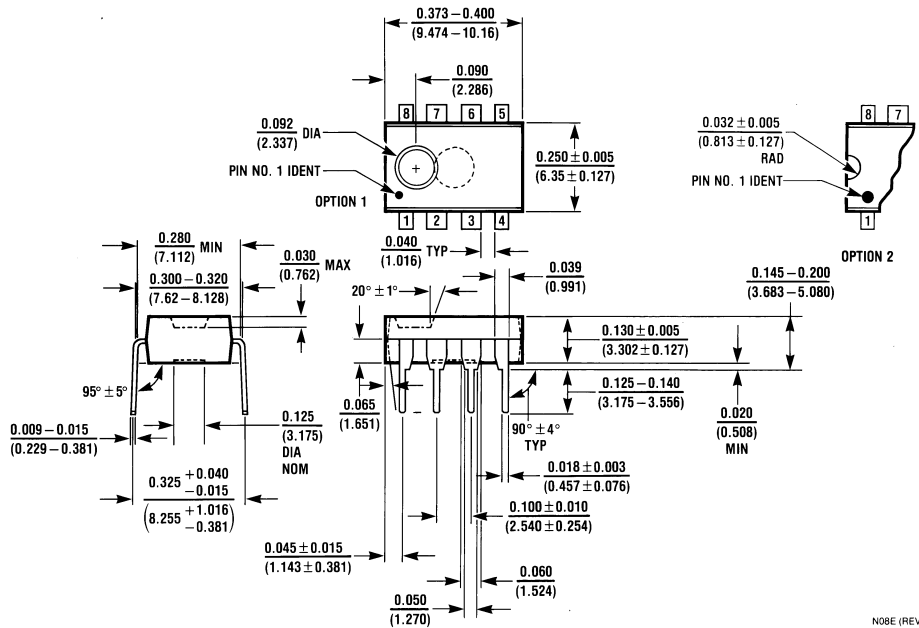 0.373 – 0.400
(9.474 – 10.16)
0.090
(2.286)
8 7 6 5
0.092 DIA
(2.337)
PIN NO. 1 IDENT
OPTION 1
1 2 3 4
0.250 ± 0.005
(6.35 ± 0.127)
8 7
0.032 ± 0.005
(0.813 ± 0.127)
RAD
PIN NO. 1 IDENT
1
OPTION 2
0.280 MIN
(7.112)
0.300 – 0.320
(7.62 – 8.128)
0.030 MAX
(0.762)
0.040 TYP
(1.016)
0.039
(0.991)
20° ± 1°
0.145 – 0.200
(3.683 – 5.080)
0.130 ± 0.005
(3.302 ± 0.127)
0.125 – 0.140
(3.175 – 3.556)
0.020
(0.508)
MIN
95° ± 5°
0.009 – 0.015
(0.229 – 0.381)
0.125
(3.175)
DIA
NOM
0.065
(1.651)
90° ± 4°
TYP
0.325 +0.040
–0.015
(8.255 +1.016
–0.381)
0.018 ± 0.003
(0.457 ± 0.076)
0.100 ± 0.010
(2.540 ± 0.254)
0.045 ± 0.015
(1.143 ± 0.381)
0.060
(1.524)
0.050
(1.270)
N08E (REV